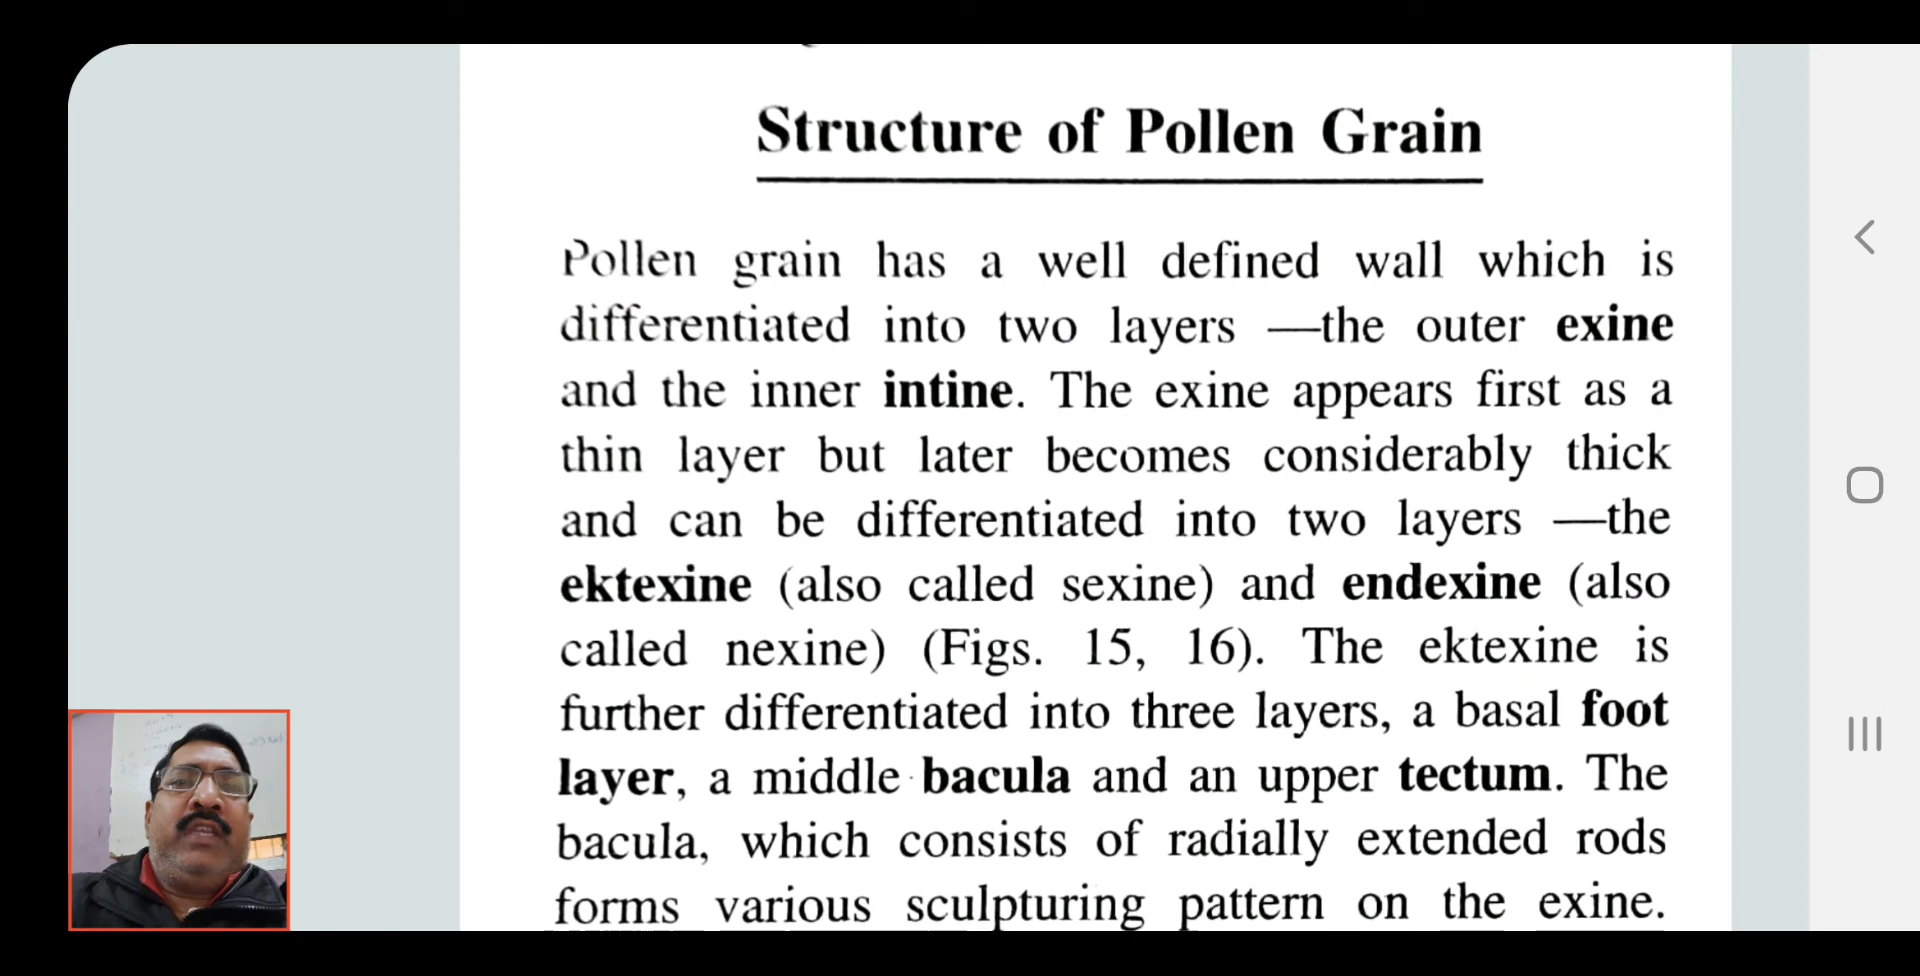 Structure of Pollen Grain
Pollen grain has a well defined wall which is
differentiated into two layers —the outer exine
and the inner intine. The exine appears first as a
thin layer but later becomes considerably thick
and can be differentiated into two layers —the
ektexine (also called sexine) and endexine (also
called nexine) (Figs. 15, 16). The ektexine is
further differentiated into three layers, a basal foot
layer, a middle bacula and an upper tectum. The
bacula, which consists of radially extended rods
forms various sculpturing pattern on the exine.